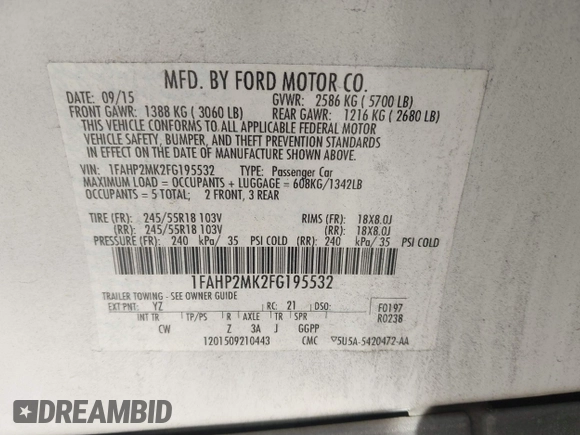 MFD. BY FORD MOTOR CO.
DATE: 09/15 GVWR: 2586 KG ( 5700 LB)
FRONT GAWR: 1388 KG ( 3060 LB) REAR GAWR: 1216 KG ( 2680 LB)
THIS VEHICLE CONFORMS TO ALL APPLICABLE FEDERAL MOTOR
VEHICLE SAFETY, BUMPER, AND THEFT PREVENTION STANDARDS
IN EFFECT ON THE DATE OF MANUFACTURE SHOWN ABOVE.
VIN: 1FAHP2MK2FG195532 TYPE: Passenger Car
MAXIMUM LOAD = OCCUPANTS + LUGGAGE = 608KG/1342LB
OCCUPANTS = 5 TOTAL; 2 FRONT, 3 REAR
TIRE (FR): 245/55R18 103V RIMS (FR): 18X8.0J
(RR): 245/55R18 103V (RR): 18X8.0J
PRESSURE (FR): 240 kPa/ 35 PSI COLD (RR): 240 kPa/ 35 PSI COLD
1FAHP2MK2FG195532
TRAILER TOWING - SEE OWNER GUIDE
EXT PNT: YZ RC: 21 DSO: F0197
INT TR TP/PS R AXLE TR SPR R0238
CW Z 3A J GGPP
1201509210443 CMC ▽5U5A-5420472-AA
DREAMBID